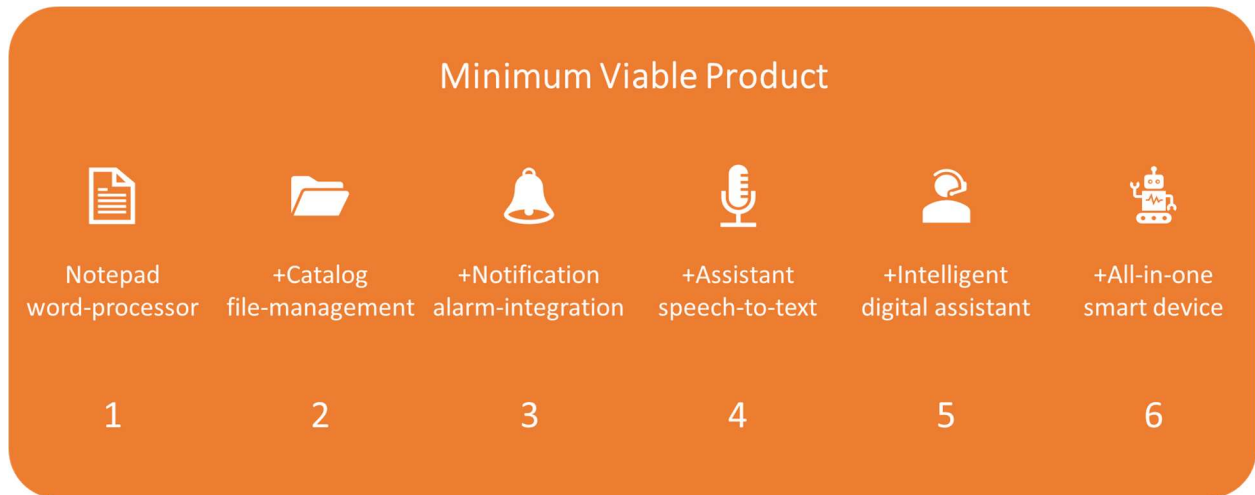 Minimum Viable Product
Notepad
word-processor
+Catalog
file-management
+Notification
alarm-integration
+Assistant
speech-to-text
+Intelligent
digital assistant
+All-in-one
smart device
1
2
3
4
5
6